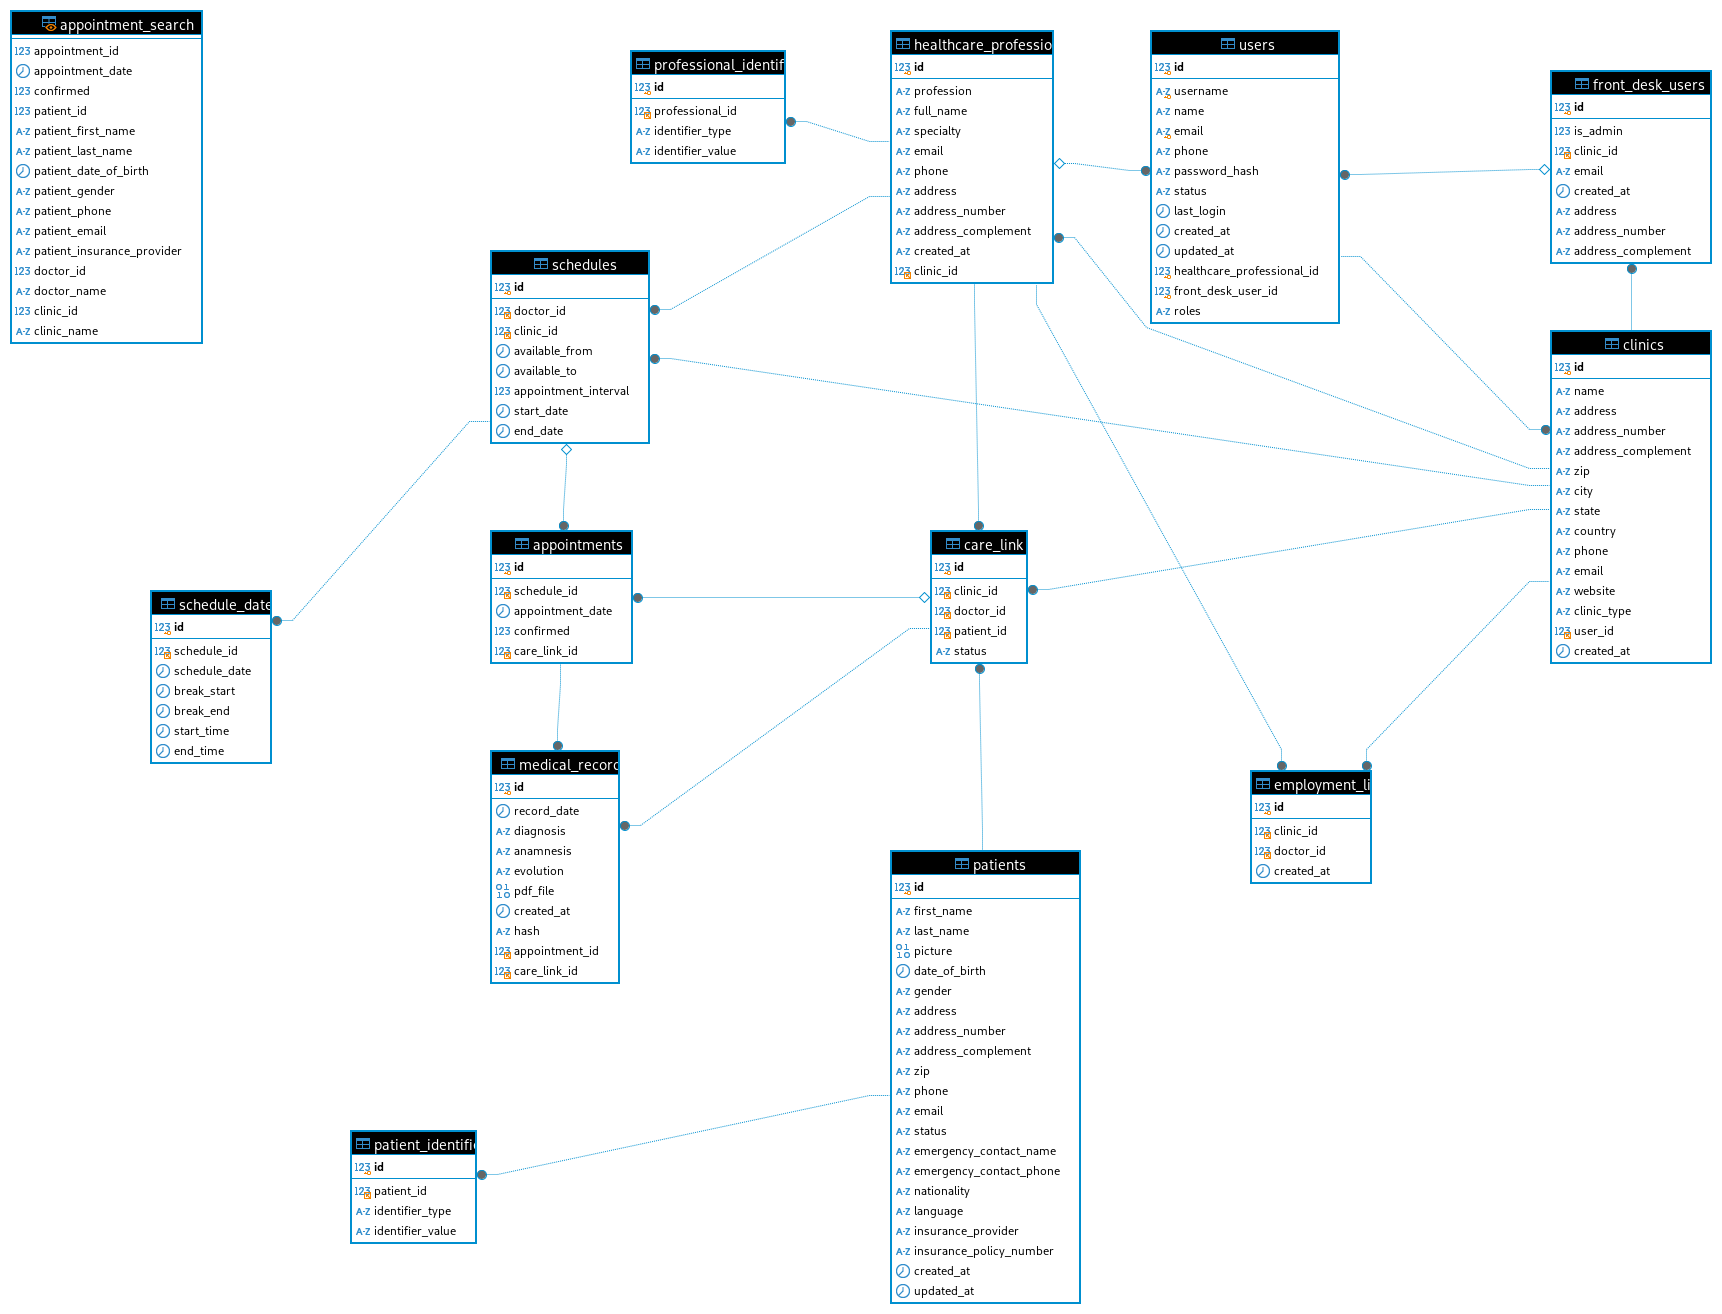 appointment_search
123 appointment_id
appointment_date
123 confirmed
123 patient_id
A-Z patient_first_name
A-Z patient_last_name
patient_date_of_birth
A-Z patient_gender
A-Z patient_phone
A-Z patient_email
A-Z patient_insurance_provider
123 doctor_id
A-Z doctor_name
123 clinic_id
A-Z clinic_name
professional_identif
123 id
123 professional_id
A-Z identifier_type
A-Z identifier_value
healthcare_professio
123 id
A-Z profession
A-Z full_name
A-Z specialty
A-Z email
A-Z phone
A-Z address
A-Z address_number
A-Z address_complement
A-Z created_at
123 clinic_id
users
123 id
A-Z username
A-Z name
A-Z email
A-Z phone
A-Z password_hash
A-Z status
last_login
created_at
updated_at
123 healthcare_professional_id
123 front_desk_user_id
A-Z roles
front_desk_users
123 id
123 is_admin
123 clinic_id
A-Z email
created_at
A-Z address
A-Z address_number
A-Z address_complement
schedules
123 id
123 doctor_id
123 clinic_id
available_from
available_to
123 appointment_interval
start_date
end_date
clinics
123 id
A-Z name
A-Z address
A-Z address_number
A-Z address_complement
A-Z zip
A-Z city
A-Z state
A-Z country
A-Z phone
A-Z email
A-Z website
A-Z clinic_type
123 user_id
created_at
appointments
123 id
123 schedule_id
appointment_date
123 confirmed
123 care_link_id
care_link
123 id
123 clinic_id
123 doctor_id
123 patient_id
A-Z status
schedule_date
123 id
123 schedule_id
schedule_date
break_start
break_end
start_time
end_time
medical_record
123 id
record_date
A-Z diagnosis
A-Z anamnesis
A-Z evolution
pdf_file
created_at
A-Z hash
123 appointment_id
123 care_link_id
employment_li
123 id
123 clinic_id
123 doctor_id
created_at
patients
123 id
A-Z first_name
A-Z last_name
picture
date_of_birth
A-Z gender
A-Z address
A-Z address_number
A-Z address_complement
A-Z zip
A-Z phone
A-Z email
A-Z status
A-Z emergency_contact_name
A-Z emergency_contact_phone
A-Z nationality
A-Z language
A-Z insurance_provider
A-Z insurance_policy_number
created_at
updated_at
patient_identifi
123 id
123 patient_id
A-Z identifier_type
A-Z identifier_value